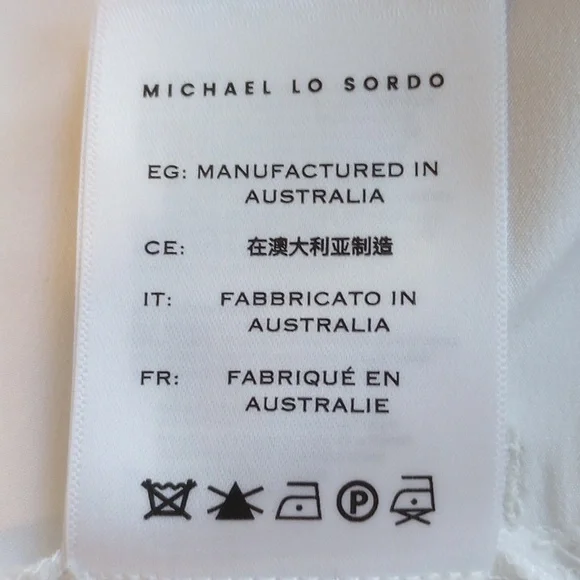 MICHAEL LO SORDO
EG: MANUFACTURED IN
AUSTRALIA
CE: 在澳大利亚制造
IT: FABBRICATO IN
AUSTRALIA
FR: FABRIQUÉ EN
AUSTRALIE
P